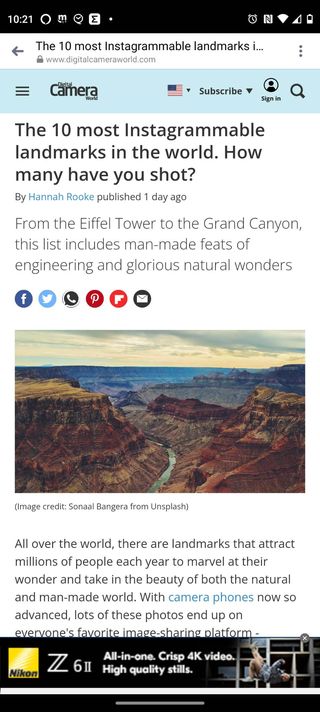 10:21
The 10 most Instagrammable landmarks i...
www.digitalcameraworld.com
Digital
Camera
World
Subscribe
Sign in
The 10 most Instagrammable
landmarks in the world. How
many have you shot?
By Hannah Rooke published 1 day ago
From the Eiffel Tower to the Grand Canyon,
this list includes man-made feats of
engineering and glorious natural wonders
(Image credit: Sonaal Bangera from Unsplash)
All over the world, there are landmarks that attract
millions of people each year to marvel at their
wonder and take in the beauty of both the natural
and man-made world. With camera phones now so
advanced, lots of these photos end up on
everyone's favorite image-sharing platform -
Nikon
Z 6II
All-in-one. Crisp 4K video.
High quality stills.